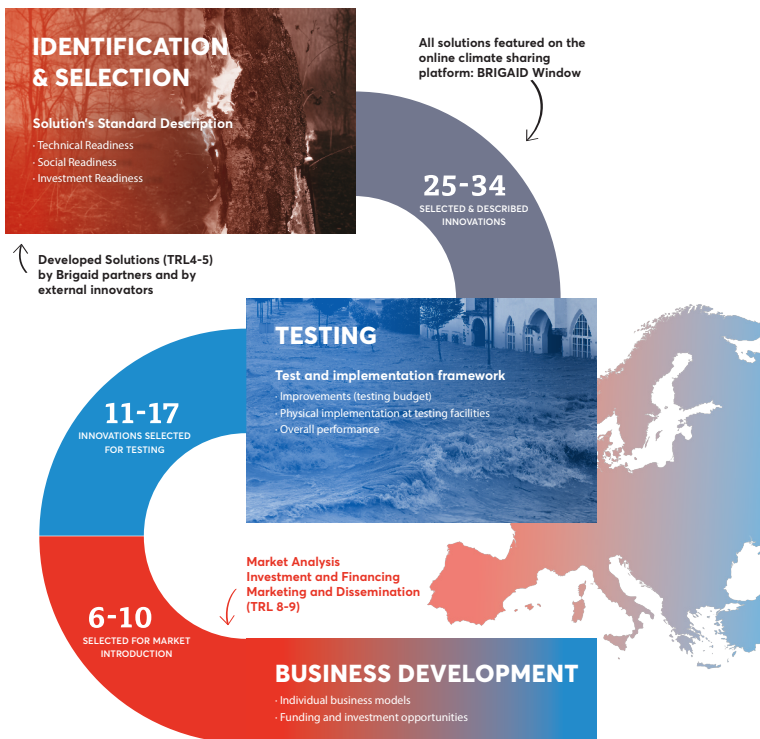 IDENTIFICATION
& SELECTION
Solution's Standard Description
· Technical Readiness
· Social Readiness
· Investment Readiness
All solutions featured on the
online climate sharing
platform: BRIGAID Window
25-34
SELECTED & DESCRIBED
INNOVATIONS
Developed Solutions (TRL4-5)
by Brigaid partners and by
external innovators
TESTING
Test and implementation framework
· Improvements (testing budget)
· Physical implementation at testing facilities
· Overall performance
11-17
INNOVATIONS SELECTED
FOR TESTING
Market Analysis
Investment and Financing
Marketing and Dissemination
(TRL 8-9)
6-10
SELECTED FOR MARKET
INTRODUCTION
BUSINESS DEVELOPMENT
· Individual business models
· Funding and investment opportunities